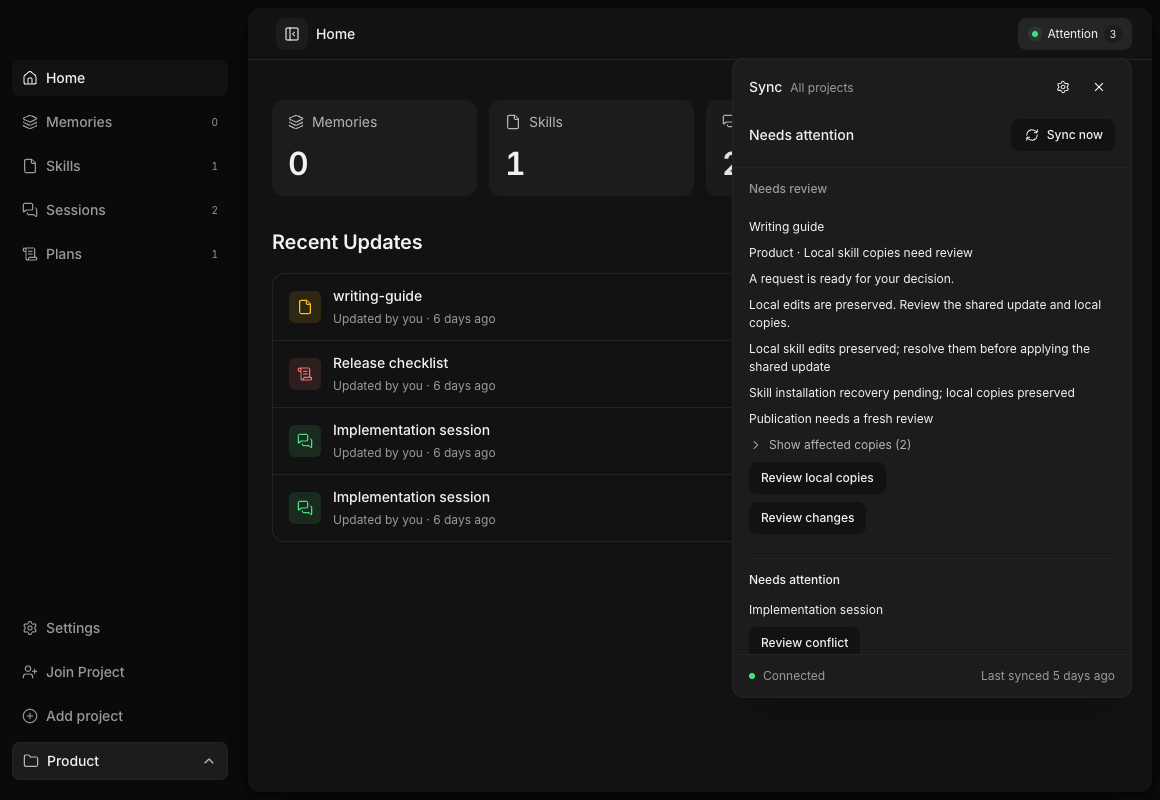 Home
Memories 0
Skills 1
Sessions 2
Plans 1
Settings
Join Project
Add project
Product
Home
Attention 3
Memories
0
Skills
1
Recent Updates
writing-guide
Updated by you · 6 days ago
Release checklist
Updated by you · 6 days ago
Implementation session
Updated by you · 6 days ago
Implementation session
Updated by you · 6 days ago
Sync All projects
Needs attention
Sync now
Needs review
Writing guide
Product · Local skill copies need review
A request is ready for your decision.
Local edits are preserved. Review the shared update and local
copies.
Local skill edits preserved; resolve them before applying the
shared update
Skill installation recovery pending; local copies preserved
Publication needs a fresh review
Show affected copies (2)
Review local copies
Review changes
Needs attention
Implementation session
Review conflict
Connected
Last synced 5 days ago